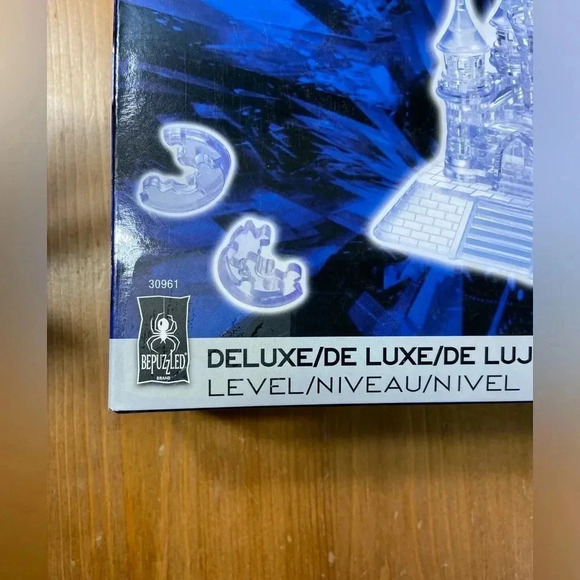 30961
BEPUZZLED
BRAND
DELUXE/DE LUXE/DE LUJ
LEVEL/NIVEAU/NIVEL